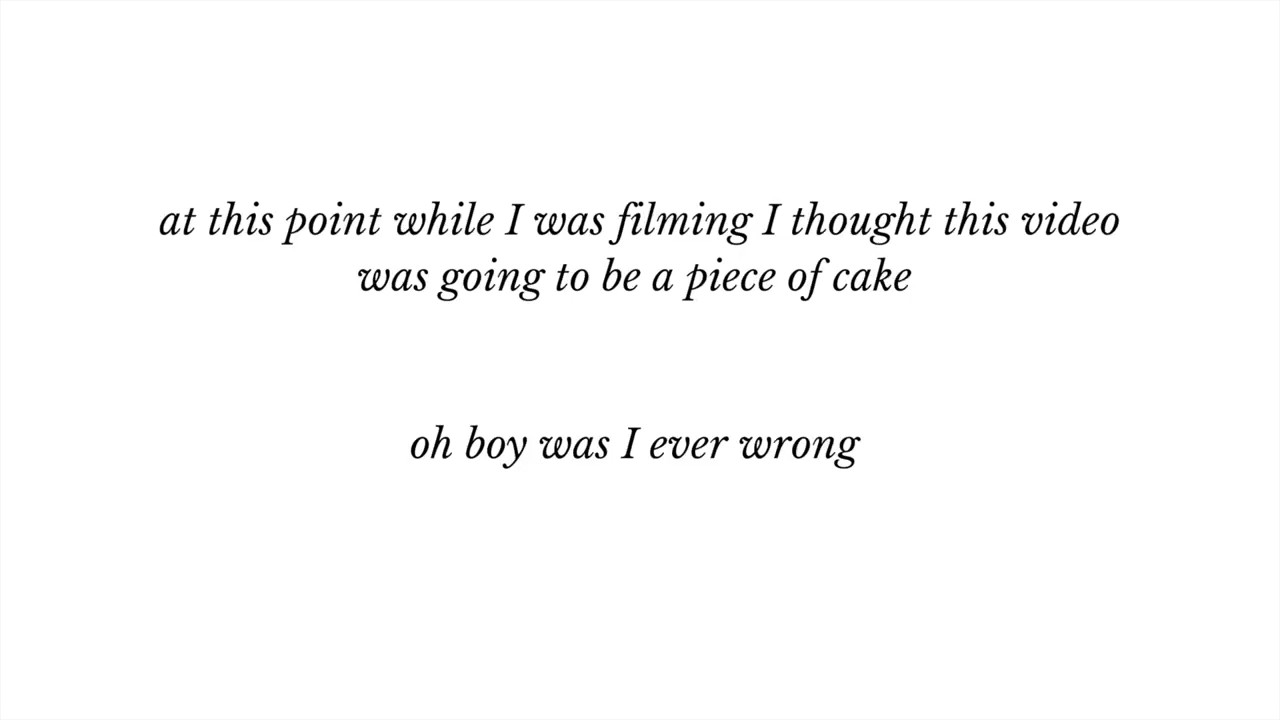 at this point while I was filming I thought this video
was going to be a piece of cake
oh boy was I ever wrong